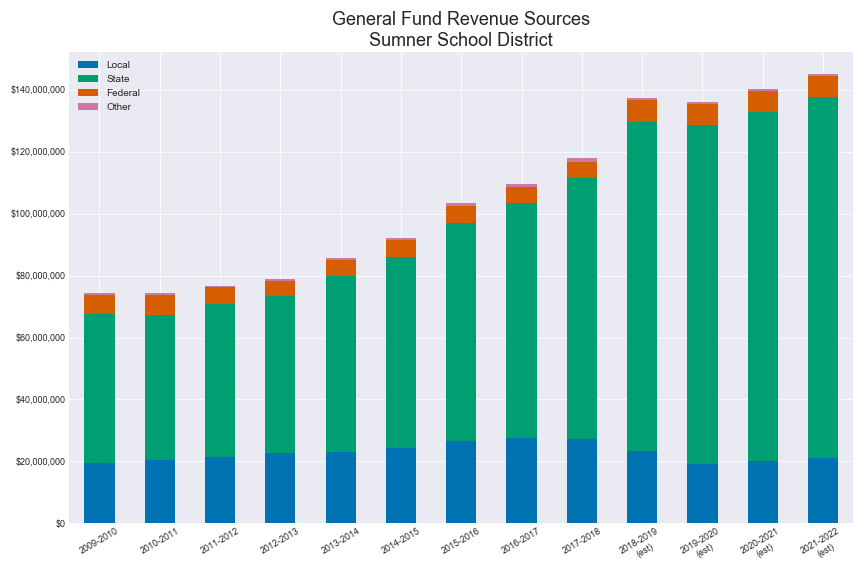 General Fund Revenue Sources
Sumner School District
Local
State
Federal
Other
$140,000,000
$120,000,000
$100,000,000
$80,000,000
$60,000,000
$40,000,000
$20,000,000
$0
2009-2010
2010-2011
2011-2012
2012-2013
2013-2014
2014-2015
2015-2016
2016-2017
2017-2018
2018-2019
(est)
2019-2020
(est)
2020-2021
(est)
2021-2022
(est)